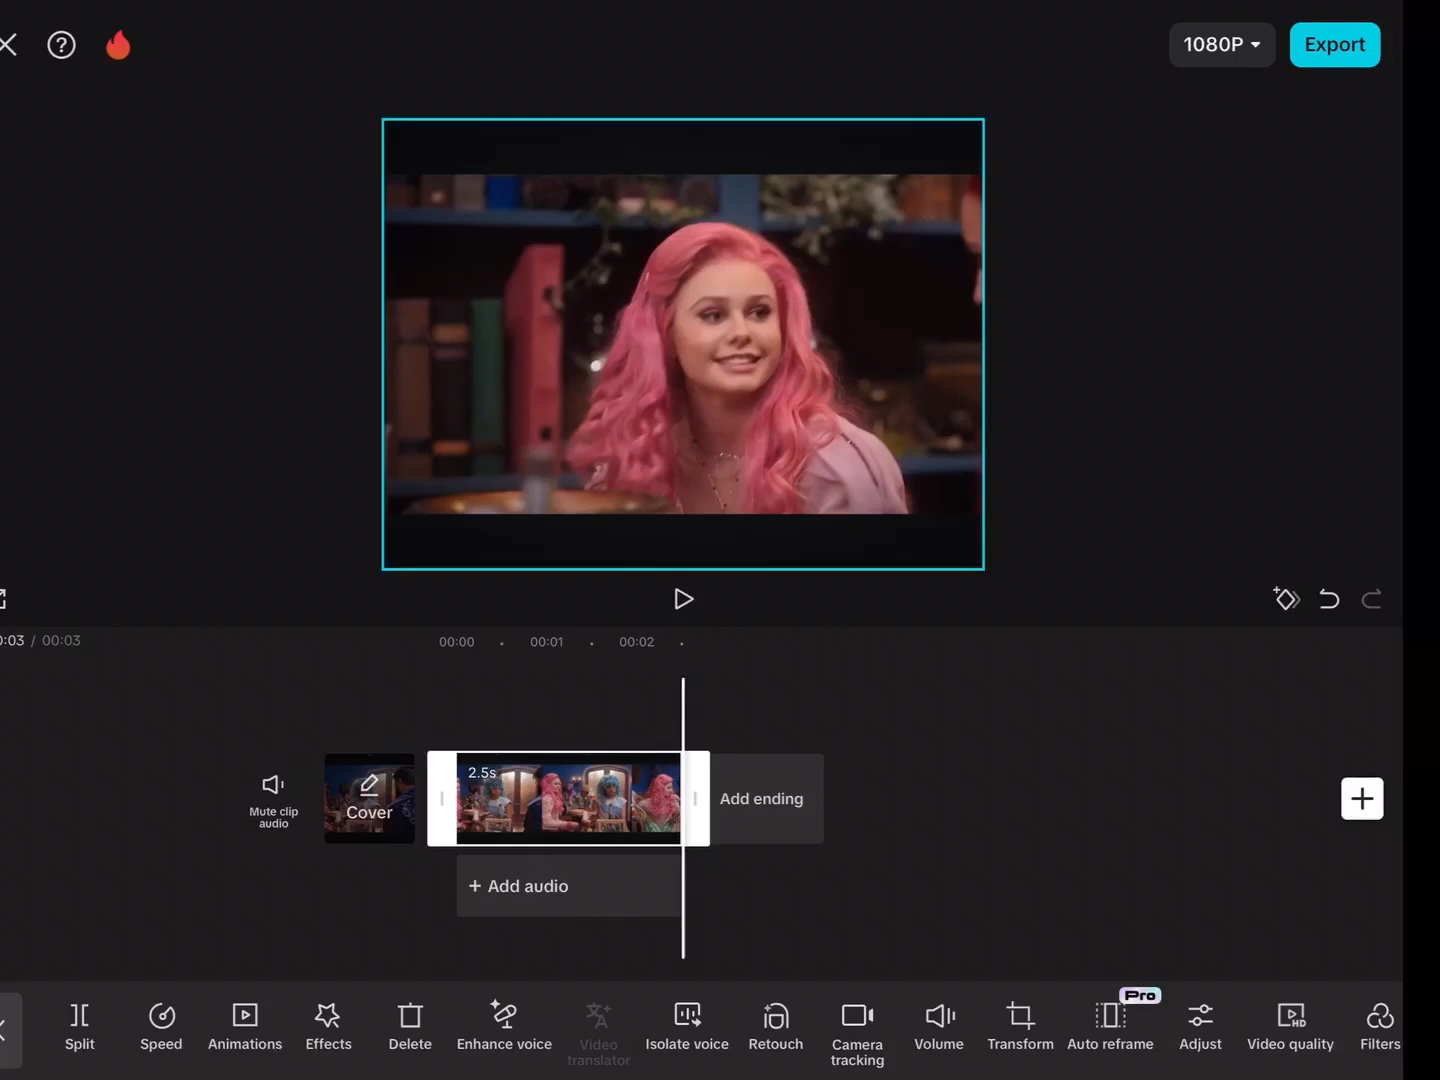 1080P
Export
:03 / 00:03
00:00
00:01
00:02
2.5s
Mute clip
audio
Cover
Add ending
+ Add audio
Pro
Split
Speed
Animations
Effects
Delete
Enhance voice
Video
translator
Isolate voice
Retouch
Camera
tracking
Volume
Transform
Auto reframe
Adjust
HD
Video quality
Filters